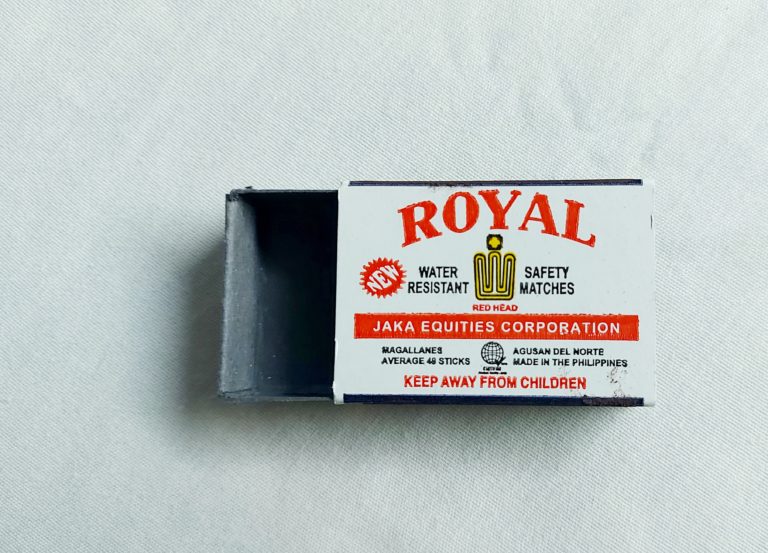 ROYAL
NEW
WATER RESISTANT
SAFETY MATCHES
RED HEAD
JAKA EQUITIES CORPORATION
MAGALLANES
AVERAGE 48 STICKS
AGUSAN DEL NORTE
MADE IN THE PHILIPPINES
KEEP AWAY FROM CHILDREN